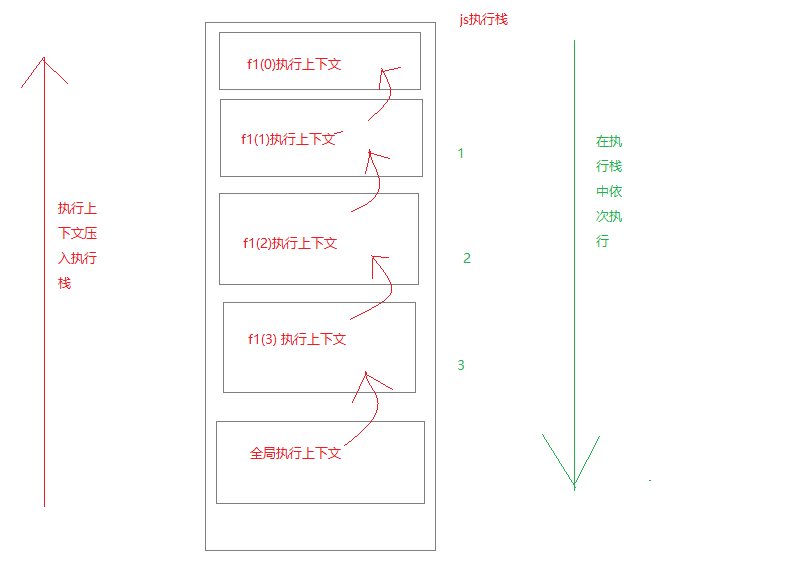 js执行栈
f1(0)执行上下文
f1(1)执行上下文
1
在执
行栈
中依
次执
行
执行上
下文压
入执行
栈
f1(2)执行上下文
2
f1(3) 执行上下文
3
全局执行上下文